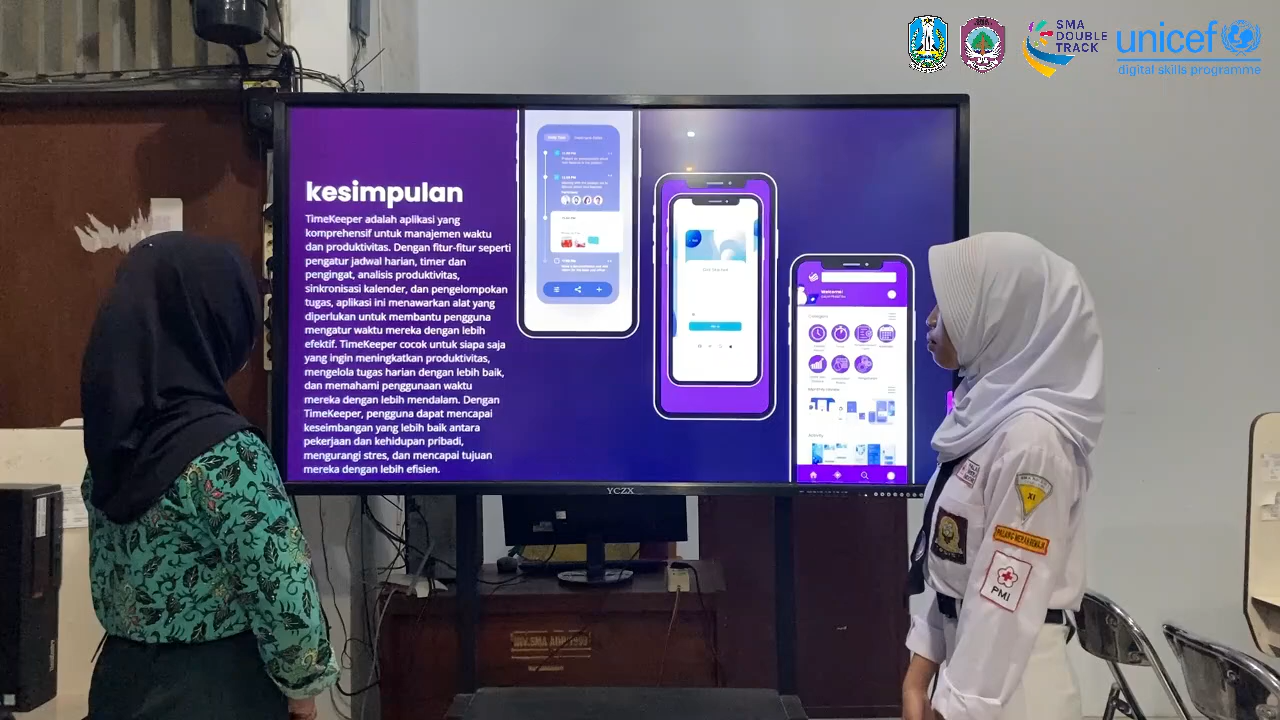 SMA
DOUBLE
TRACK
unicef
digital skills programme
kesimpulan
TimeKeeper adalah aplikasi yang
komprehensif untuk manajemen waktu
dan produktivitas. Dengan fitur-fitur seperti
pengatur jadwal harian, timer dan
pengingat, analisis produktivitas,
sinkronisasi kalender, dan pengelompokan
tugas, aplikasi ini menawarkan alat yang
diperlukan untuk membantu pengguna
mengatur waktu mereka dengan lebih
efektif. TimeKeeper cocok untuk siapa saja
yang ingin meningkatkan produktivitas,
mengelola tugas harian dengan lebih baik,
dan memahami penggunaan waktu
mereka dengan lebih mendalam. Dengan
TimeKeeper, pengguna dapat mencapai
keseimbangan yang lebih baik antara
pekerjaan dan kehidupan pribadi,
mengurangi stres, dan mencapai tujuan
mereka dengan lebih efisien.
Welcome!
Activity
YCZX
XI
PALANG MERAH REMAJA
PMI